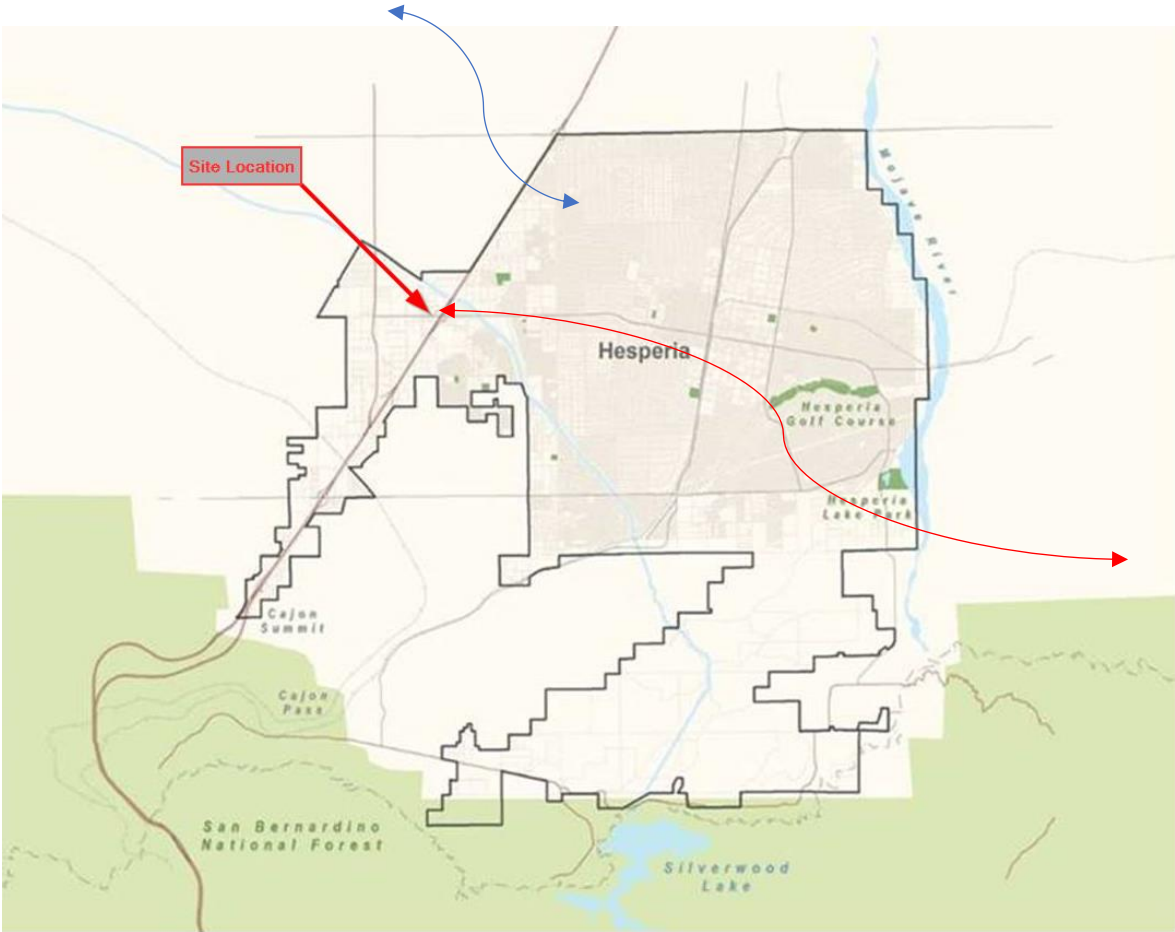 Site Location
Mojave River
Hesperia
Hesperia
Golf Course
Hesperia
Lake Park
Cajon
Summit
Cajon
Pass
San Bernardino
National Forest
Silverwood
Lake